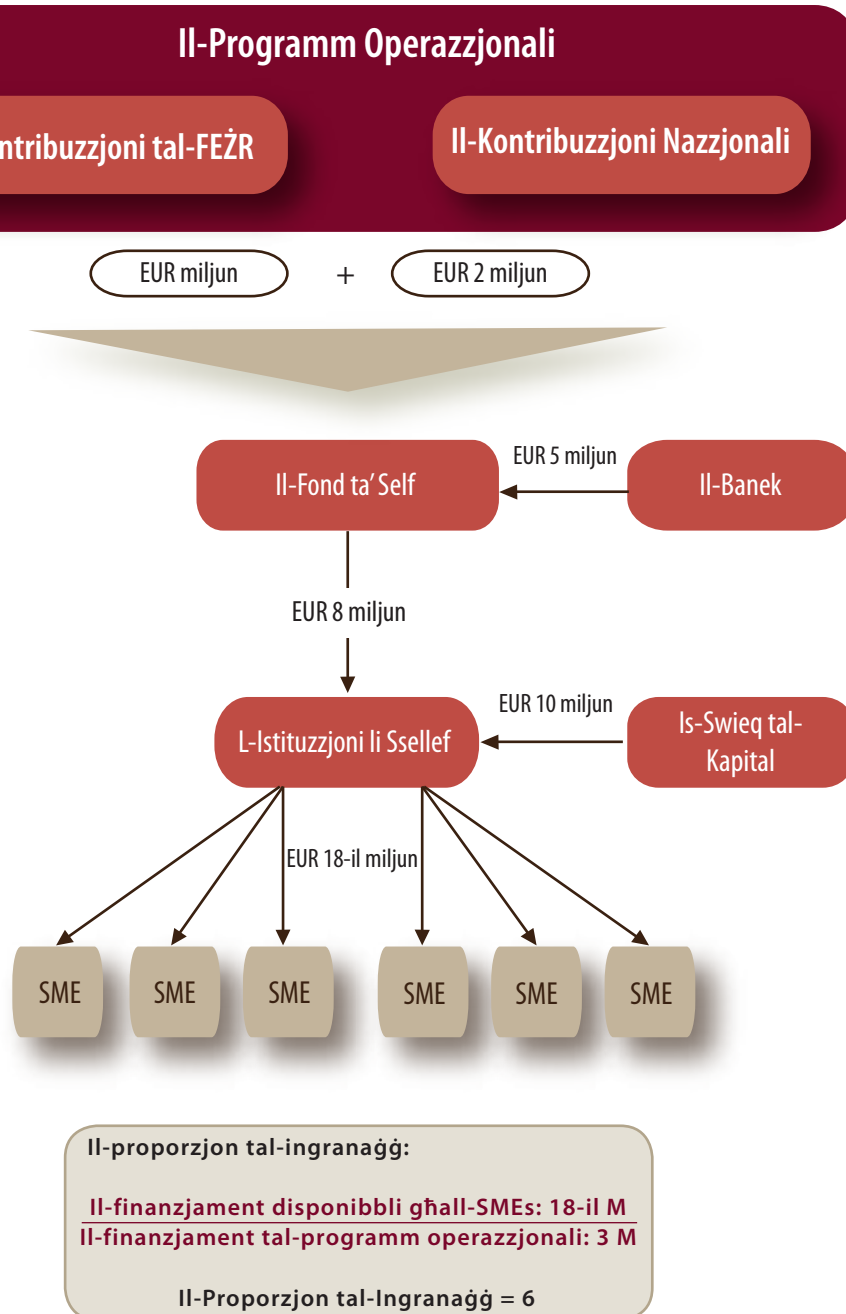 Il-Programm Operazzjonali
ntribuzzjoni tal-FEŻR
Il-Kontribuzzjoni Nazzjonali
EUR miljun + EUR 2 miljun
EUR 5 miljun
Il-Fond ta’ Self
Il-Banek
EUR 8 miljun
EUR 10 miljun
L-Istituzzjoni li Ssellef
Is-Swieq tal-
Kapital
EUR 18-il miljun
SME SME SME SME SME SME
Il-proporzjon tal-ingranaġġ:
Il-finanzjament disponibbli għall-SMEs: 18-il M
Il-finanzjament tal-programm operazzjonali: 3 M
Il-Proporzjon tal-Ingranaġġ = 6